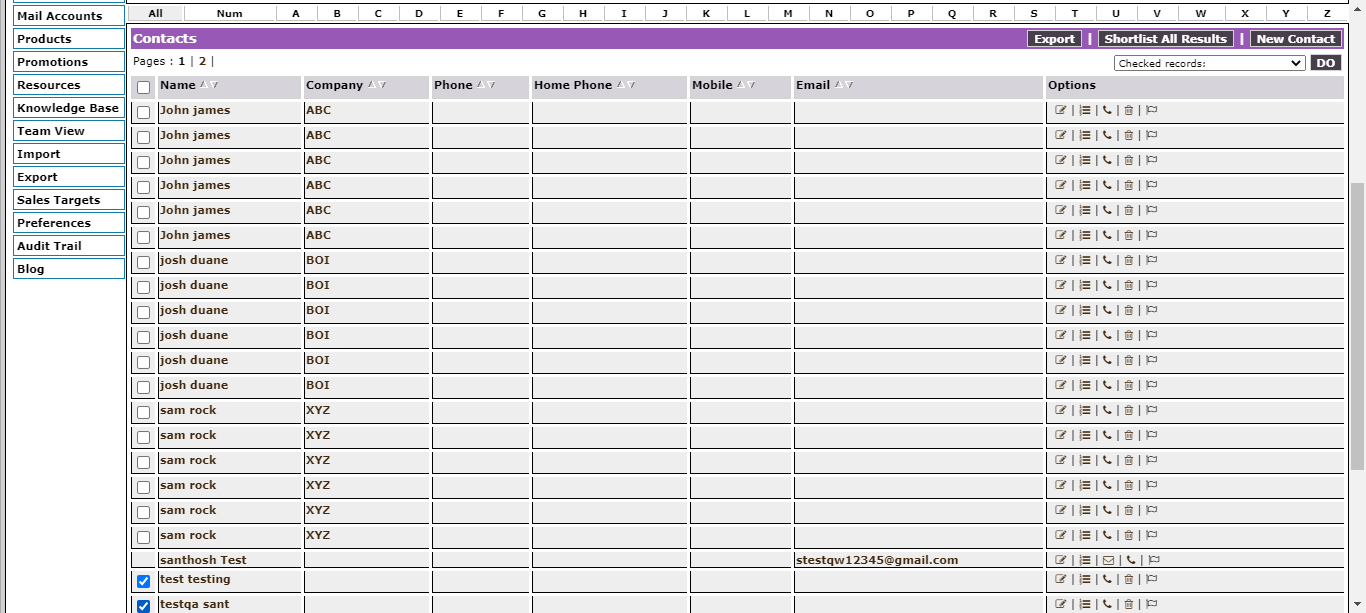 Mail Accounts
Products
Promotions
Resources
Knowledge Base
Team View
Import
Export
Sales Targets
Preferences
Audit Trail
Blog
All Num A B C D E F G H I J K L M N O P Q R S T U V W X Y Z
Contacts Export | Shortlist All Results | New Contact
Pages : 1 | 2 | Checked records: DO
Name Company Phone Home Phone Mobile Email Options
John james ABC
John james ABC
John james ABC
John james ABC
John james ABC
John james ABC
josh duane BOI
josh duane BOI
josh duane BOI
josh duane BOI
josh duane BOI
josh duane BOI
sam rock XYZ
sam rock XYZ
sam rock XYZ
sam rock XYZ
sam rock XYZ
sam rock XYZ
santhosh Test stestqw12345@gmail.com
test testing
testqa sant